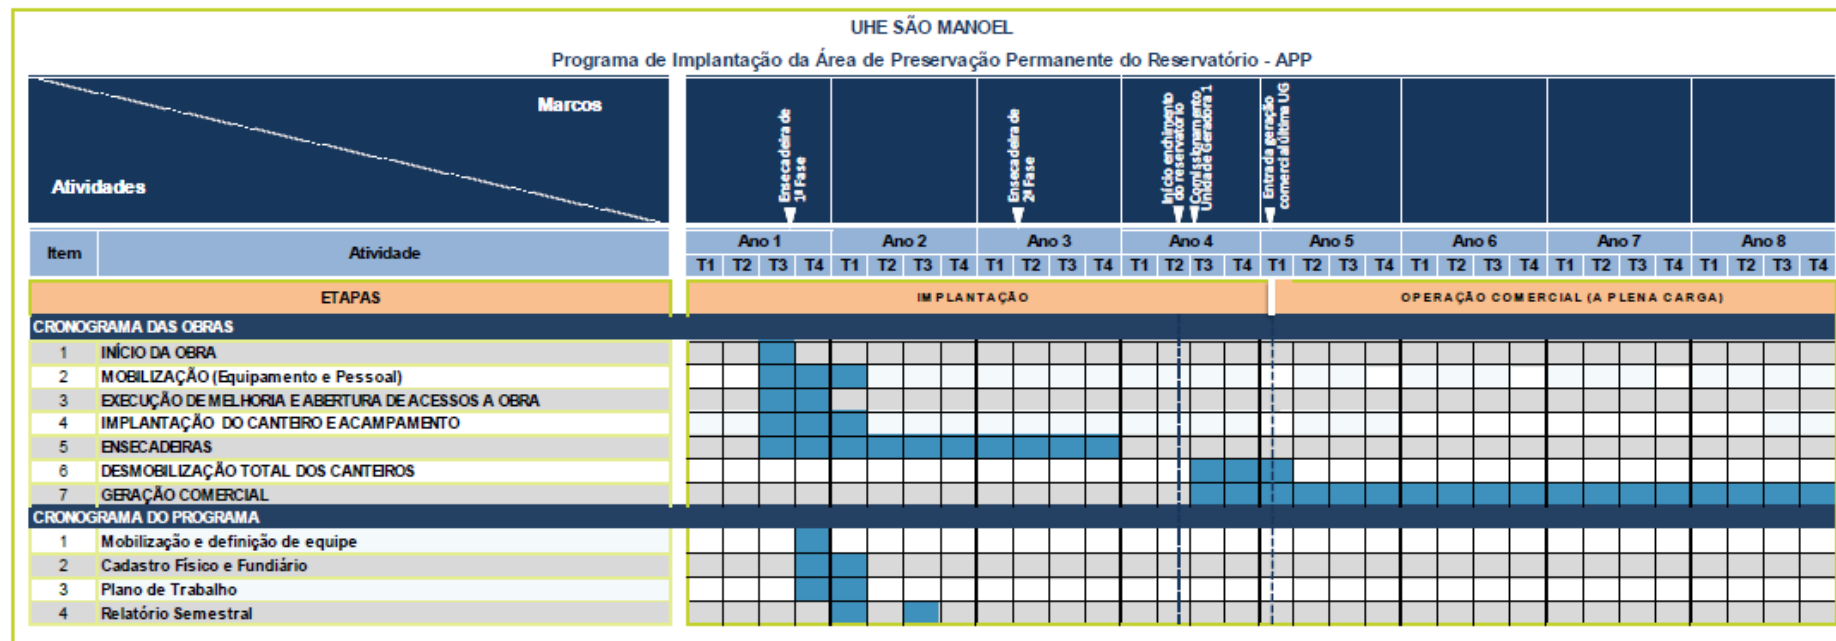 UHE SÃO MANOEL
Programa de Implantação da Área de Preservação Permanente do Reservatório - APP
Marcos
Atividades
Ensecadeira de
1ª Fase
Ensecadeira de
2ª Fase
Início enchimento
do reservatório
Comissionamento
Unidade Geradora 1
Entrada geração
comercial última UG
Item Atividade Ano 1 Ano 2 Ano 3 Ano 4 Ano 5 Ano 6 Ano 7 Ano 8
T1 T2 T3 T4 T1 T2 T3 T4 T1 T2 T3 T4 T1 T2 T3 T4 T1 T2 T3 T4 T1 T2 T3 T4 T1 T2 T3 T4 T1 T2 T3 T4
ETAPAS IMPLANTAÇÃO OPERAÇÃO COMERCIAL (A PLENA CARGA)
CRONOGRAMA DAS OBRAS
1 INÍCIO DA OBRA
2 MOBILIZAÇÃO (Equipamento e Pessoal)
3 EXECUÇÃO DE MELHORIA E ABERTURA DE ACESSOS A OBRA
4 IMPLANTAÇÃO DO CANTEIRO E ACAMPAMENTO
5 ENSECADEIRAS
6 DESMOBILIZAÇÃO TOTAL DOS CANTEIROS
7 GERAÇÃO COMERCIAL
CRONOGRAMA DO PROGRAMA
1 Mobilização e definição de equipe
2 Cadastro Físico e Fundiário
3 Plano de Trabalho
4 Relatório Semestral